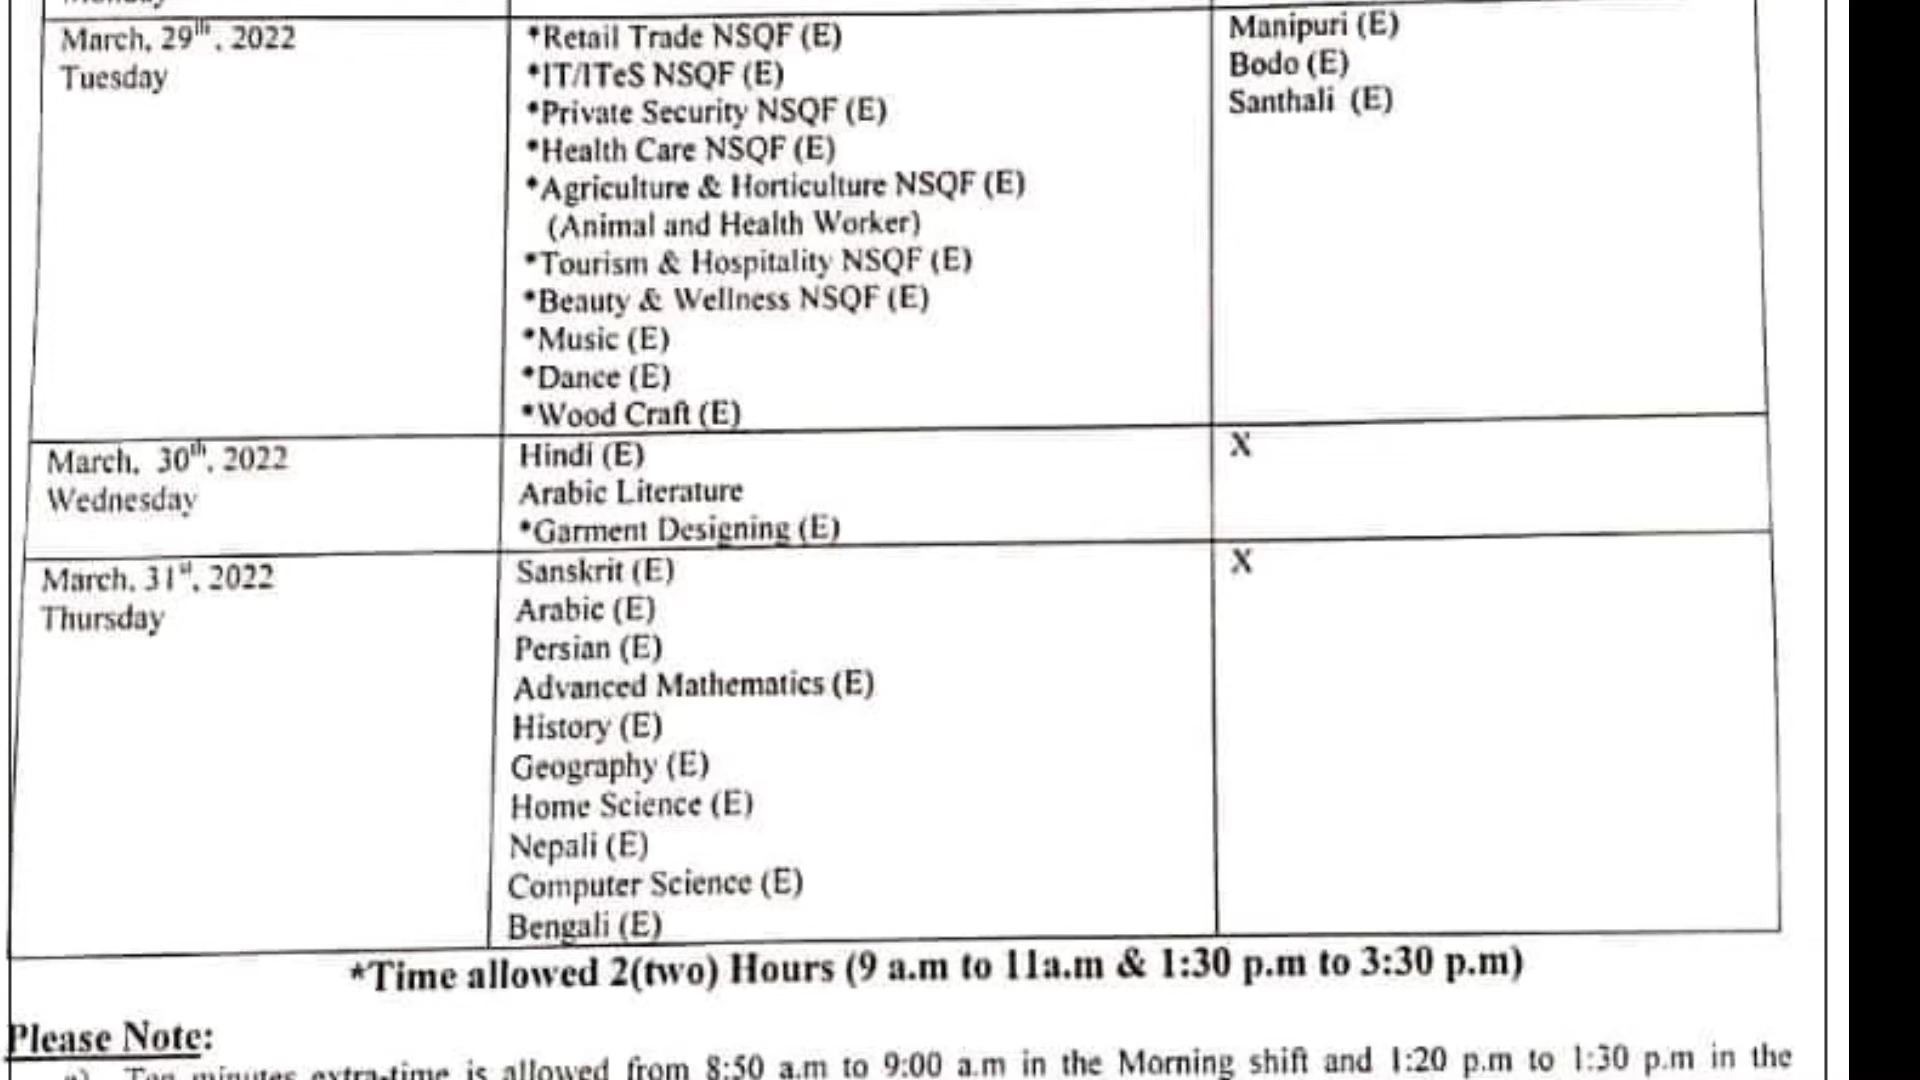 March, 29th, 2022
Tuesday
*Retail Trade NSQF (E)
*IT/ITeS NSQF (E)
*Private Security NSQF (E)
*Health Care NSQF (E)
*Agriculture & Horticulture NSQF (E)
(Animal and Health Worker)
*Tourism & Hospitality NSQF (E)
*Beauty & Wellness NSQF (E)
*Music (E)
*Dance (E)
*Wood Craft (E)
Manipuri (E)
Bodo (E)
Santhali (E)
March, 30th, 2022
Wednesday
Hindi (E)
Arabic Literature
*Garment Designing (E)
X
March, 31st, 2022
Thursday
Sanskrit (E)
Arabic (E)
Persian (E)
Advanced Mathematics (E)
History (E)
Geography (E)
Home Science (E)
Nepali (E)
Computer Science (E)
Bengali (E)
X
*Time allowed 2(two) Hours (9 a.m to 11a.m & 1:30 p.m to 3:30 p.m)
Please Note:
a) Ten minutes extra-time is allowed from 8:50 a.m to 9:00 a.m in the Morning shift and 1:20 p.m to 1:30 p.m in the